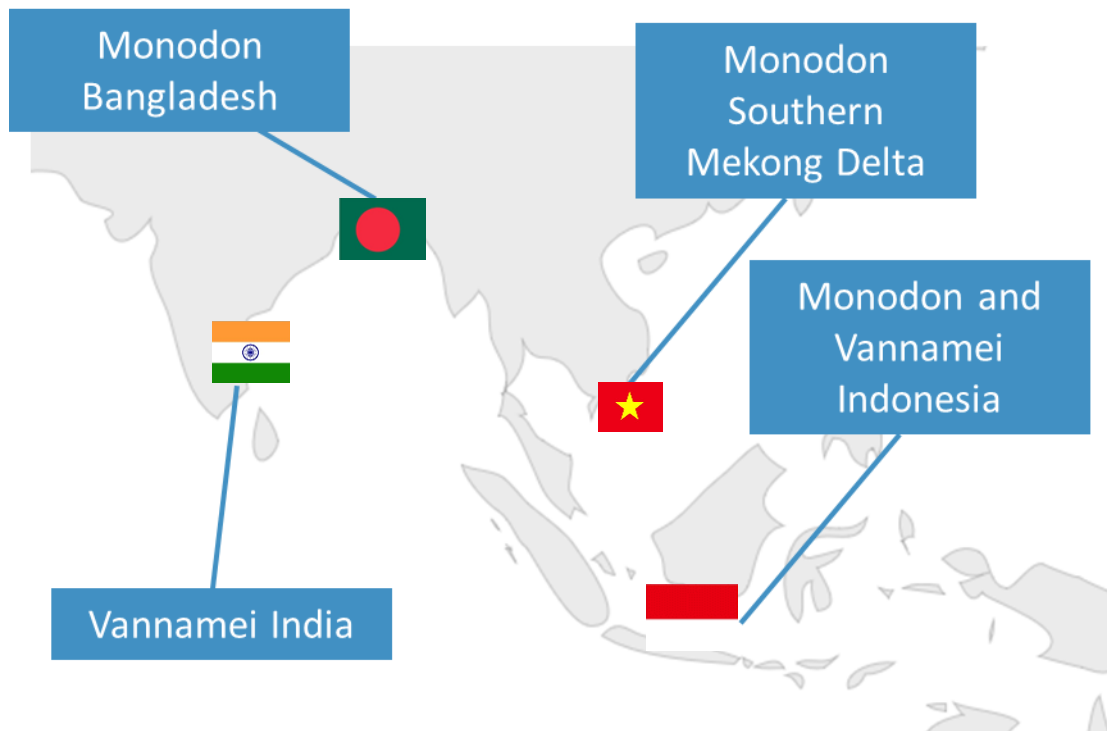 Monodon
Bangladesh
Monodon
Southern
Mekong Delta
Monodon and
Vannamei
Indonesia
Vannamei India